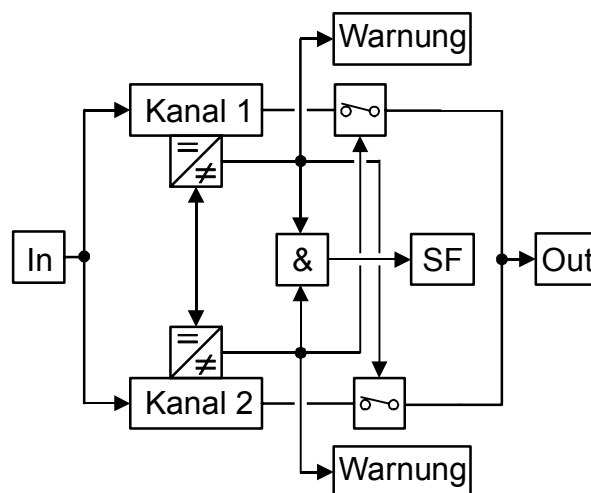 Warnung
Kanal 1
=
≠
In
&
SF
Out
=
≠
Kanal 2
Warnung